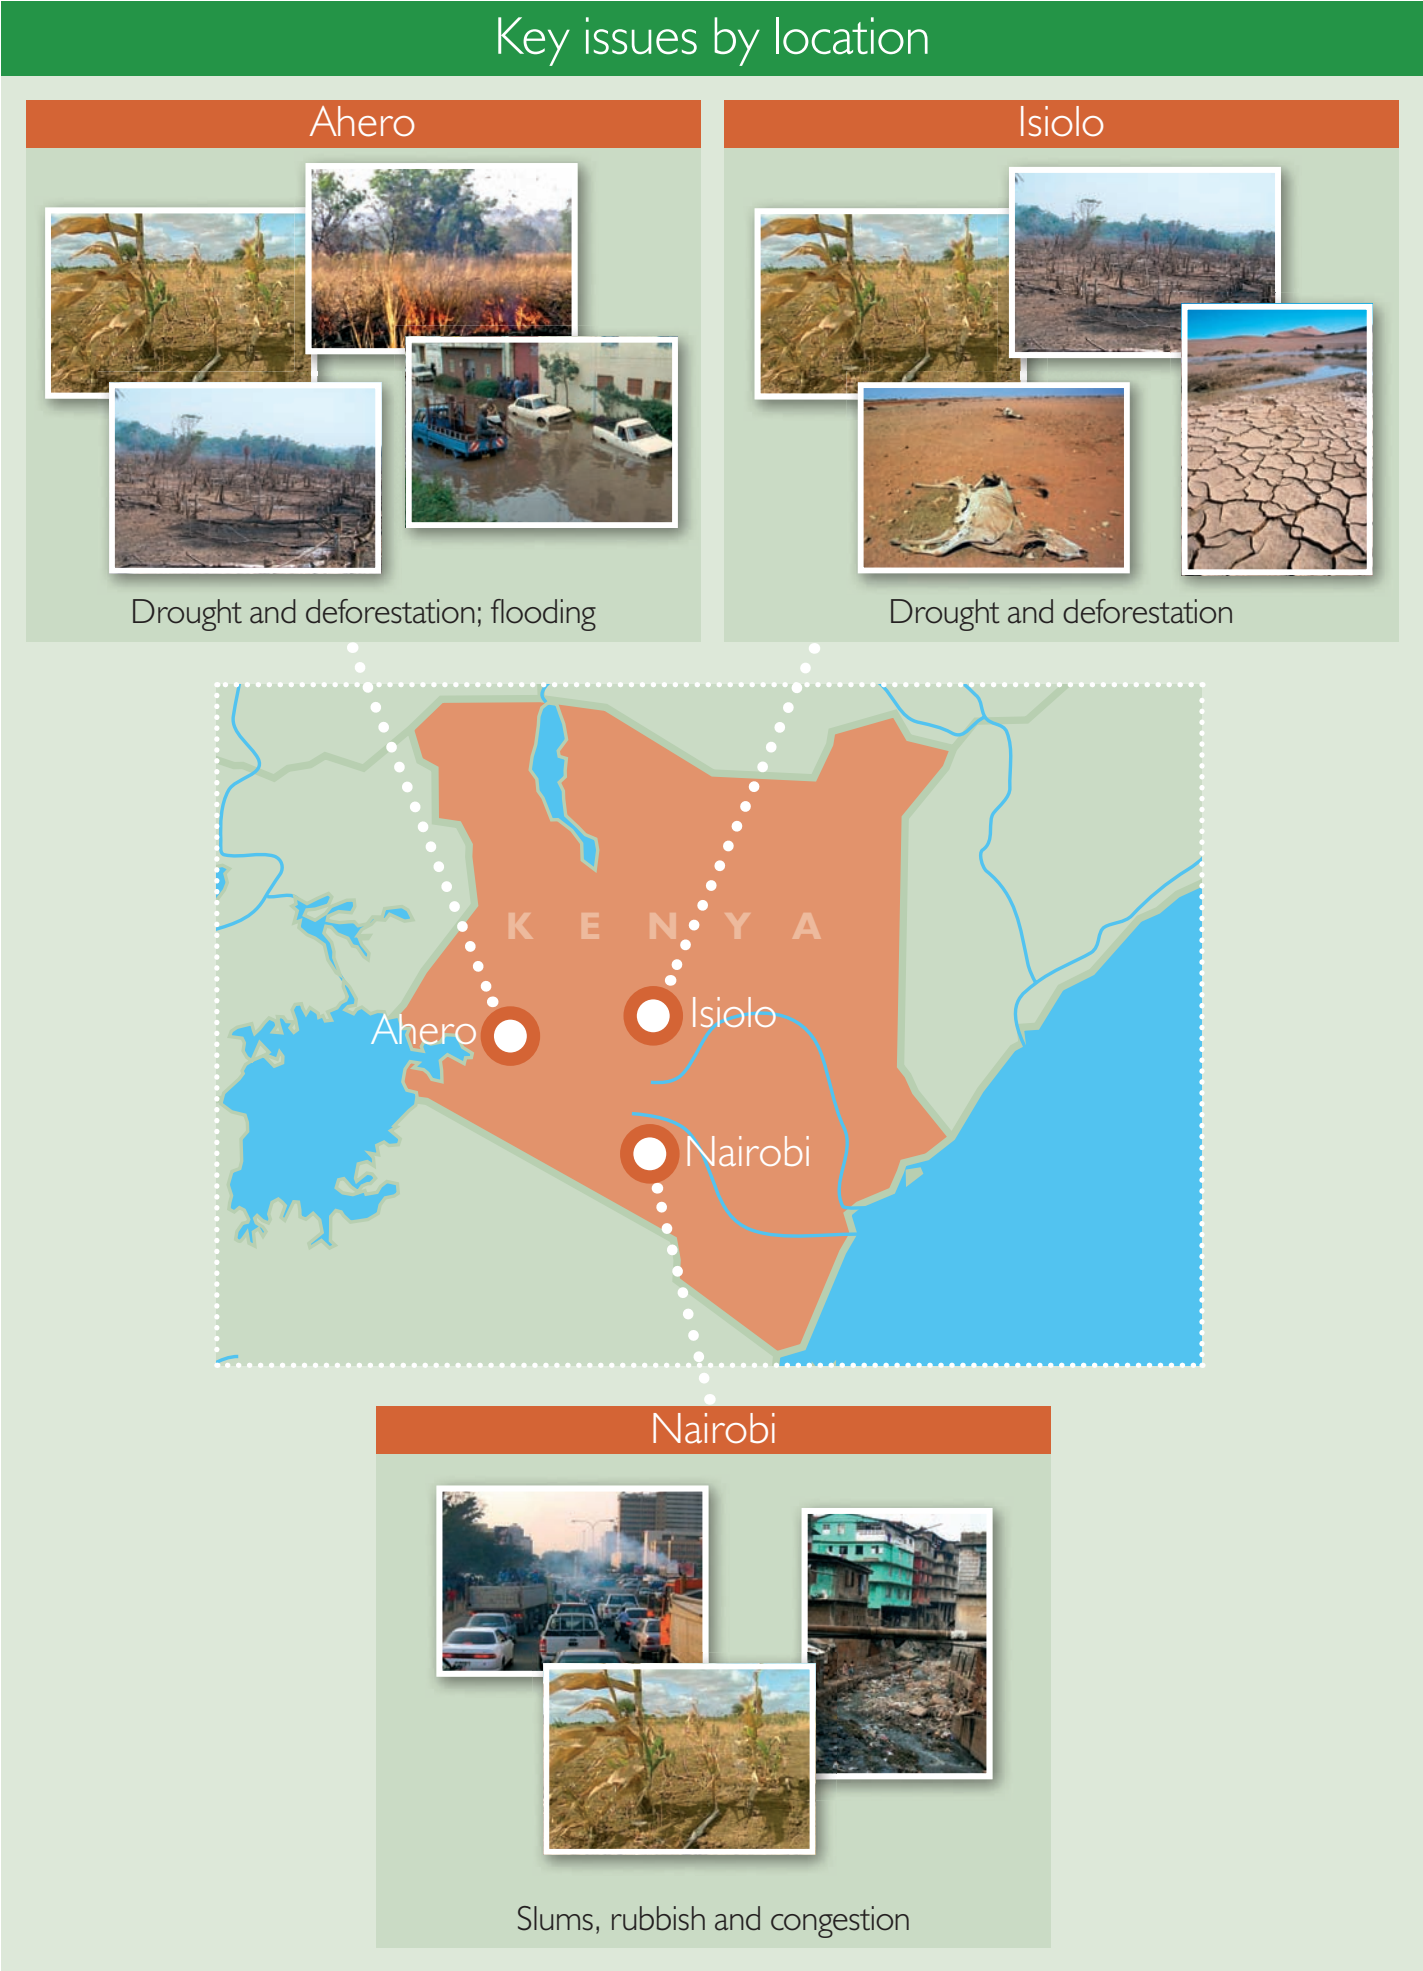 Key issues by location
Ahero
Isiolo
Drought and deforestation; flooding
Drought and deforestation
K E N Y A
Isiolo
Ahero
Nairobi
Nairobi
Slums, rubbish and congestion